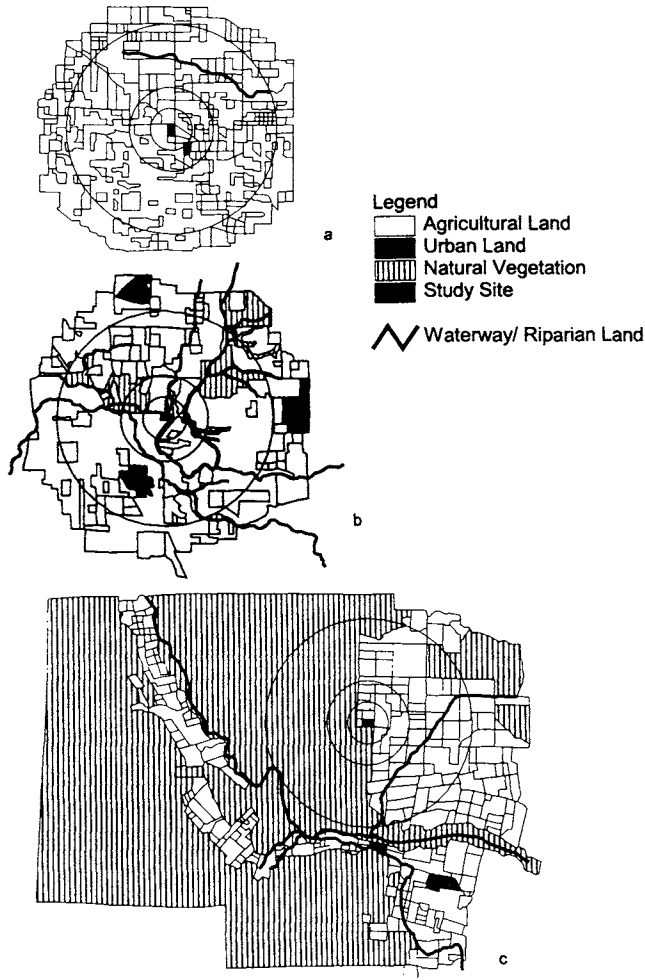 a
Legend
Agricultural Land
Urban Land
Natural Vegetation
Study Site
Waterway/ Riparian Land
b
c